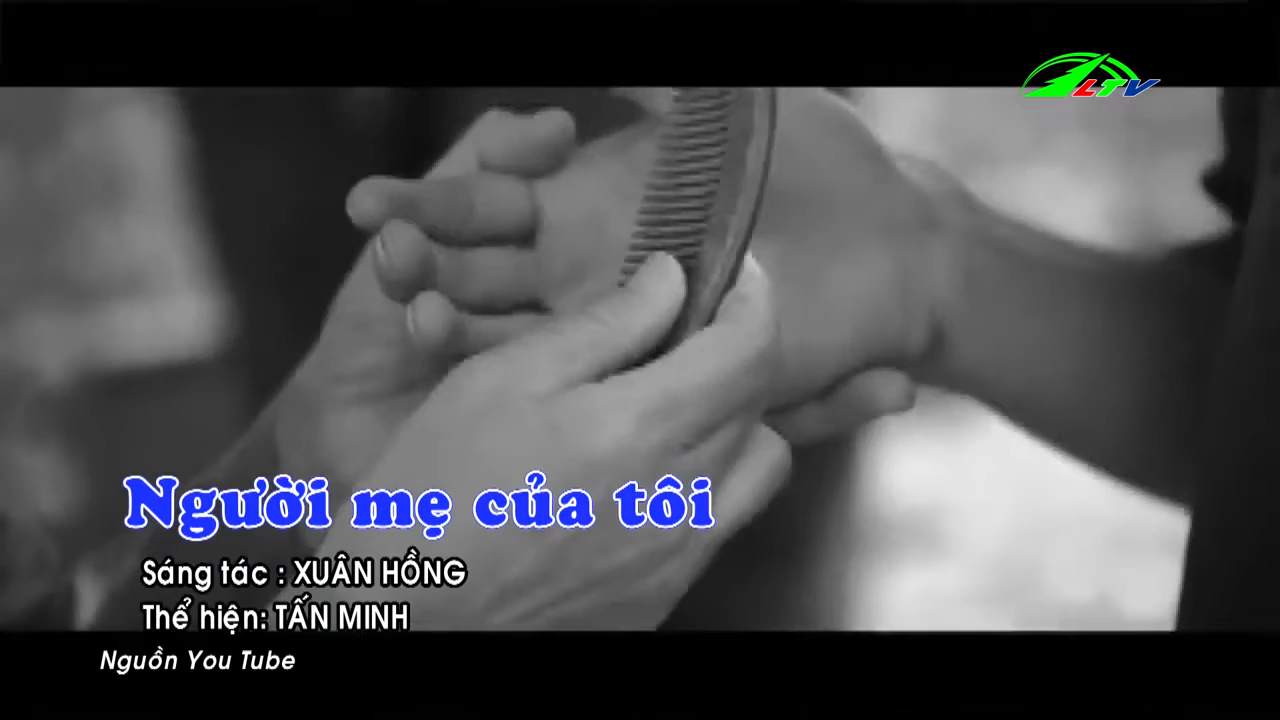 LTV
Người mẹ của tôi
Sáng tác : XUÂN HỒNG
Thể hiện: TẤN MINH
Nguồn You Tube